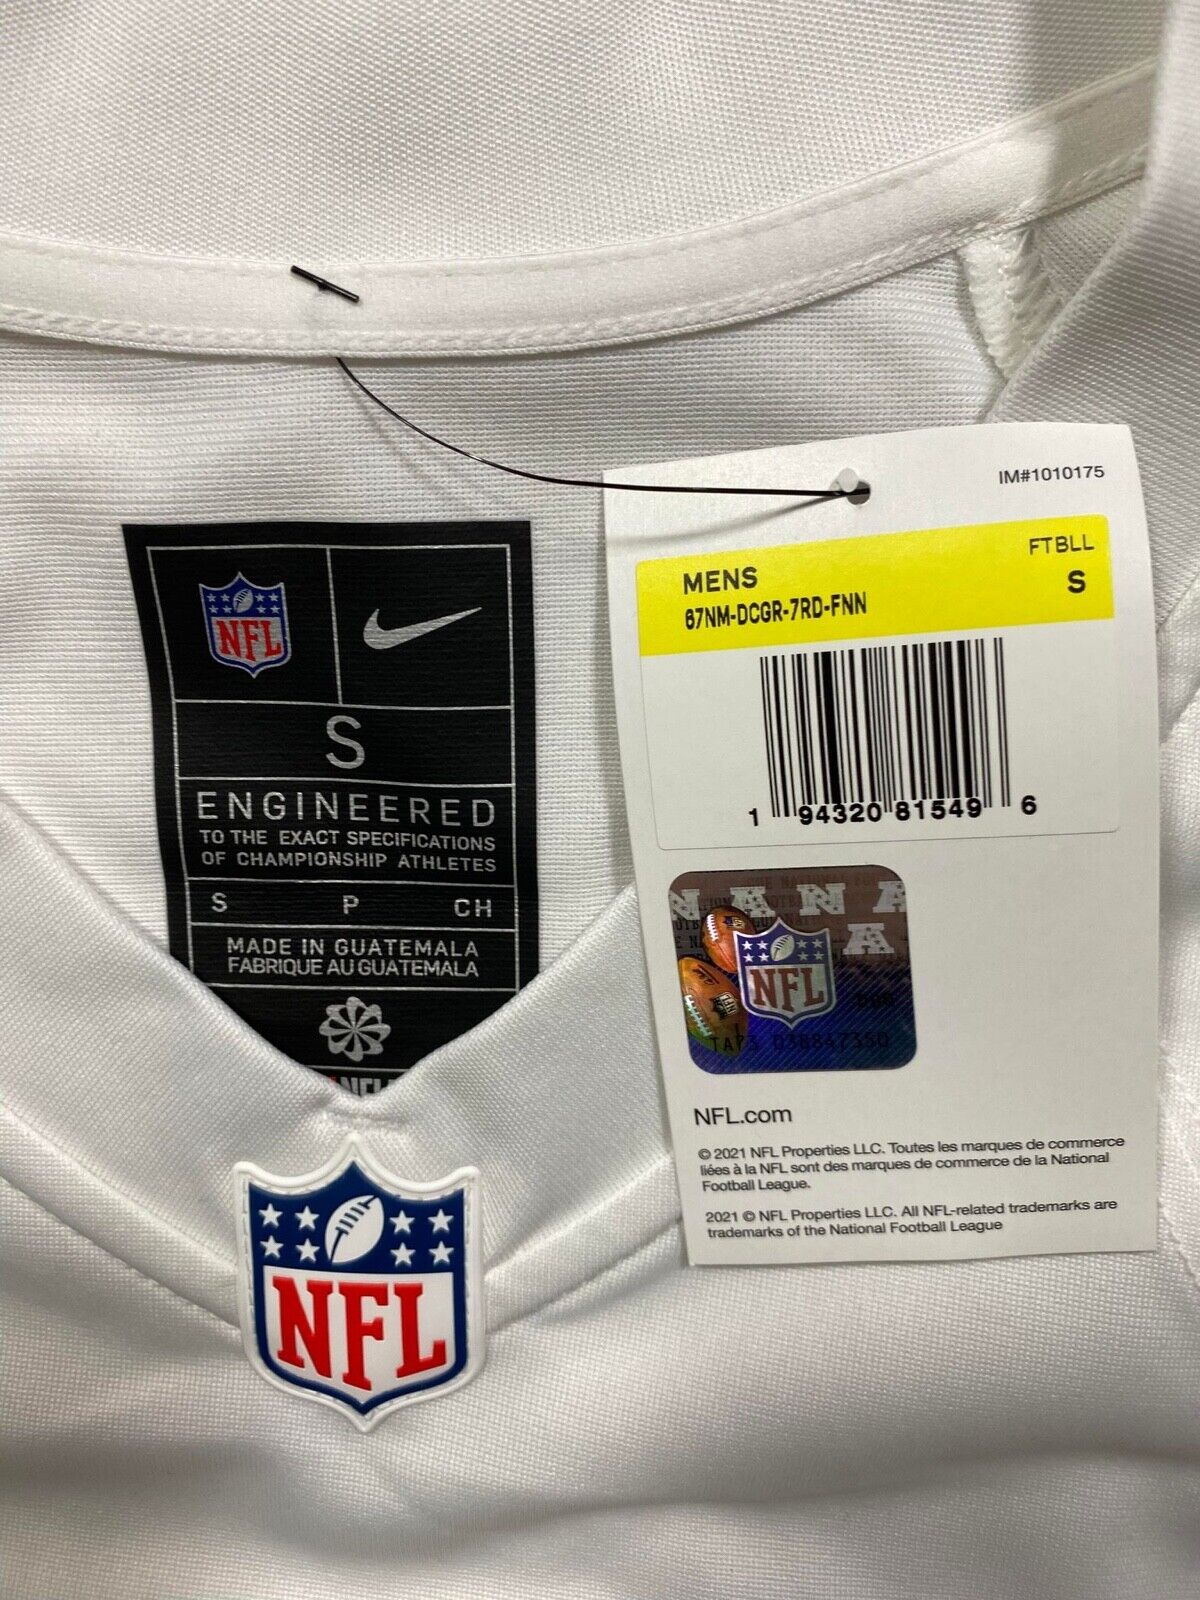 NFL
S
ENGINEERED
TO THE EXACT SPECIFICATIONS
OF CHAMPIONSHIP ATHLETES
S P CH
MADE IN GUATEMALA
FABRIQUE AU GUATEMALA
NFL
IM#1010175
FTBLL
MENS S
67NM-DCGR-7RD-FNN
1 94320 81549 6
NFL
TA73 038847350
NFL.com
© 2021 NFL Properties LLC. Toutes les marques de commerce
liées à la NFL sont des marques de commerce de la National
Football League.
2021 © NFL Properties LLC. All NFL-related trademarks are
trademarks of the National Football League